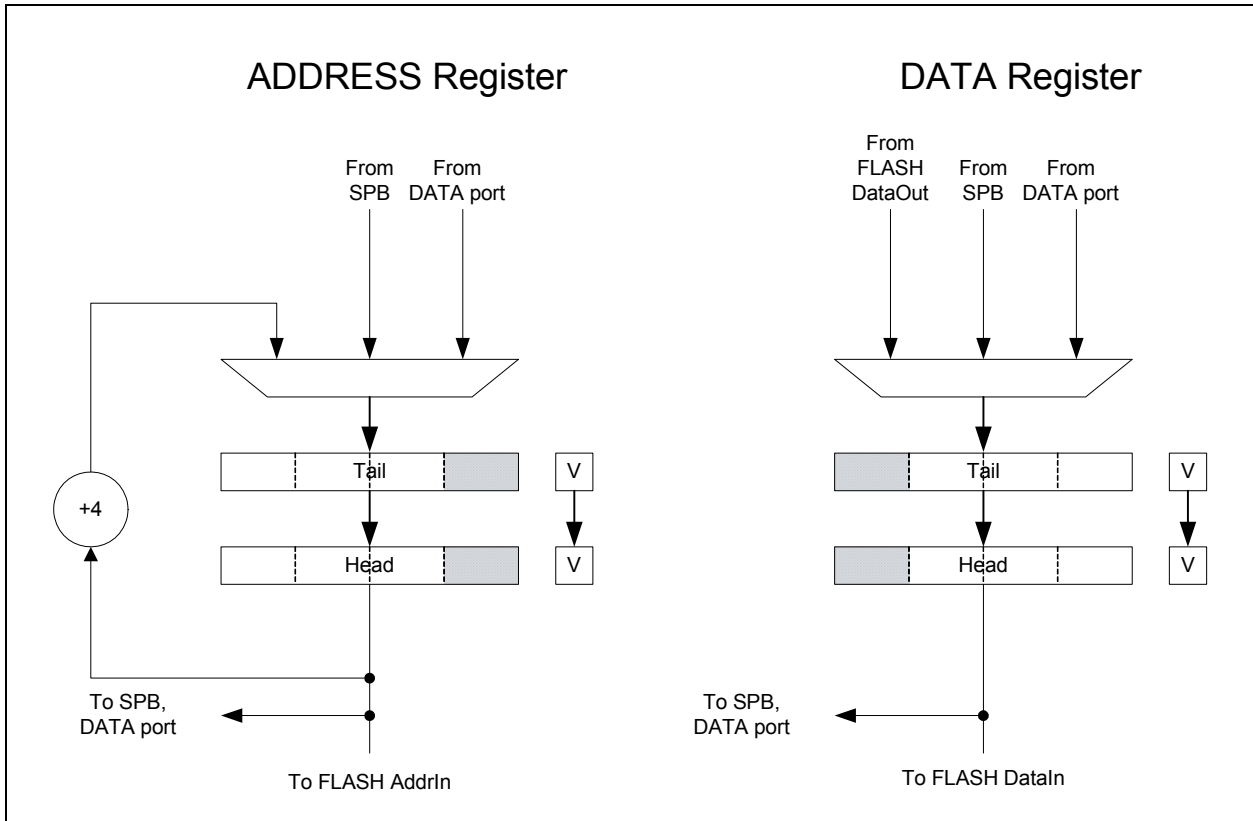 ADDRESS Register
From
SPB
From
DATA port
+4
Tail
V
Head
V
To SPB,
DATA port
To FLASH AddrIn
DATA Register
From
FLASH
DataOut
From
SPB
From
DATA port
Tail
V
Head
V
To SPB,
DATA port
To FLASH DataIn